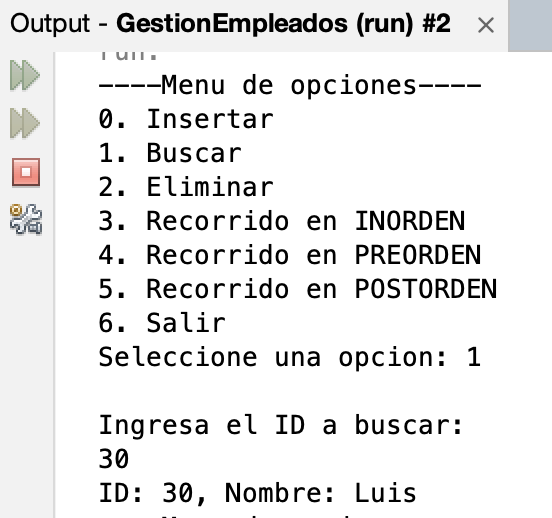 Output - GestionEmpleados (run) #2
run:
----Menu de opciones----
0. Insertar
1. Buscar
2. Eliminar
3. Recorrido en INORDEN
4. Recorrido en PREORDEN
5. Recorrido en POSTORDEN
6. Salir
Seleccione una opcion: 1
Ingresa el ID a buscar:
30
ID: 30, Nombre: Luis